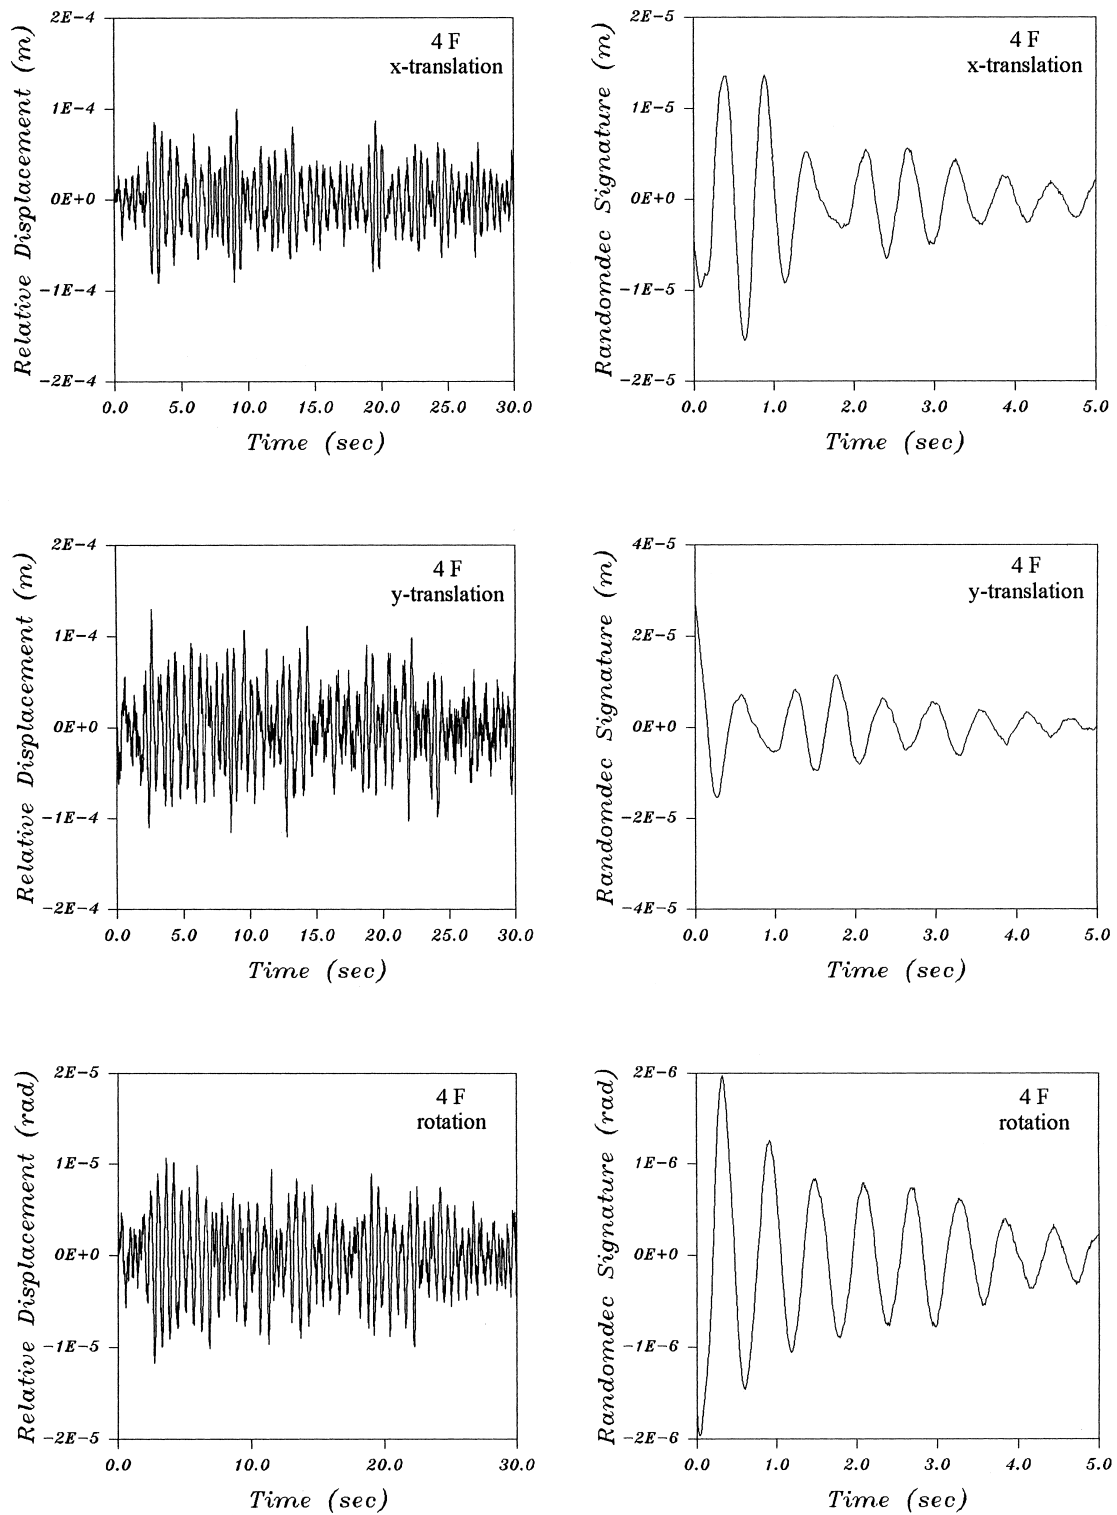 Relative Displacement (m)
2E-4
1E-4
0E+0
-1E-4
-2E-4
4 F
x-translation
0.0 5.0 10.0 15.0 20.0 25.0 30.0
Time (sec)
Randomdec Signature (m)
2E-5
1E-5
0E+0
-1E-5
-2E-5
4 F
x-translation
0.0 1.0 2.0 3.0 4.0 5.0
Time (sec)
Relative Displacement (m)
2E-4
1E-4
0E+0
-1E-4
-2E-4
4 F
y-translation
0.0 5.0 10.0 15.0 20.0 25.0 30.0
Time (sec)
Randomdec Signature (m)
4E-5
2E-5
0E+0
-2E-5
-4E-5
4 F
y-translation
0.0 1.0 2.0 3.0 4.0 5.0
Time (sec)
Relative Displacement (rad)
2E-5
1E-5
0E+0
-1E-5
-2E-5
4 F
rotation
0.0 10.0 20.0 30.0
Time (sec)
Randomdec Signature (rad)
2E-6
1E-6
0E+0
-1E-6
-2E-6
4 F
rotation
0.0 1.0 2.0 3.0 4.0 5.0
Time (sec)